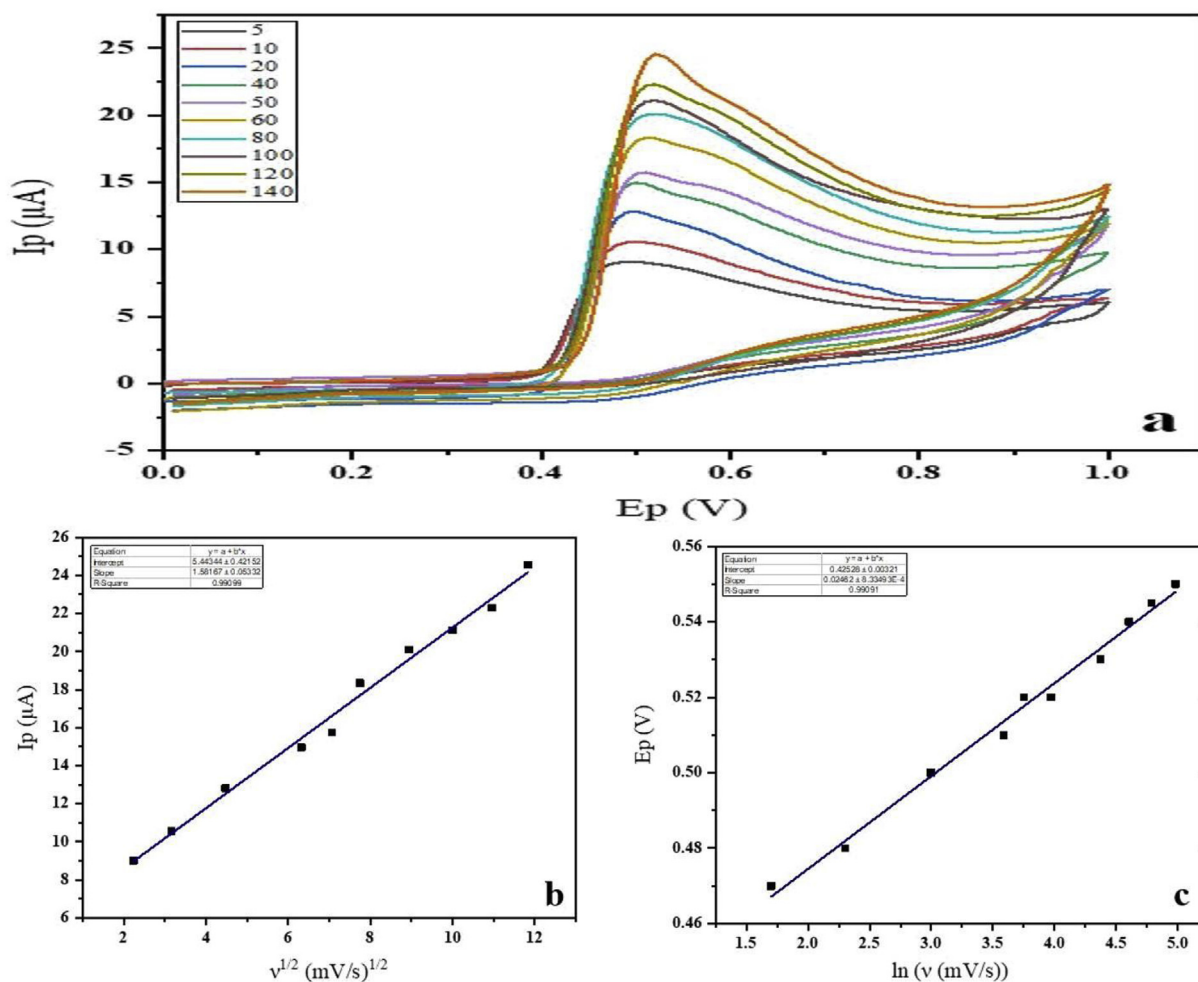 5
10
20
40
50
60
80
100
120
140
25
20
15
10
5
0
-5
Ip (μA)
0.0 0.2 0.4 0.6 0.8 1.0
Ep (V)
a
Equation y = a + b*x
Intercept 5.44344 ± 0.42152
Slope 1.58167 ± 0.05332
R-Square 0.99099
26
24
22
20
18
16
14
12
10
8
6
Ip (μA)
2 4 6 8 10 12
ν1/2 (mV/s)1/2
b
Equation y = a + b*x
Intercept 0.42528 ± 0.00321
Slope 0.02462 ± 8.33493E-4
R-Square 0.99091
0.56
0.54
0.52
0.50
0.48
0.46
Ep (V)
1.5 2.0 2.5 3.0 3.5 4.0 4.5 5.0
ln (ν (mV/s))
c